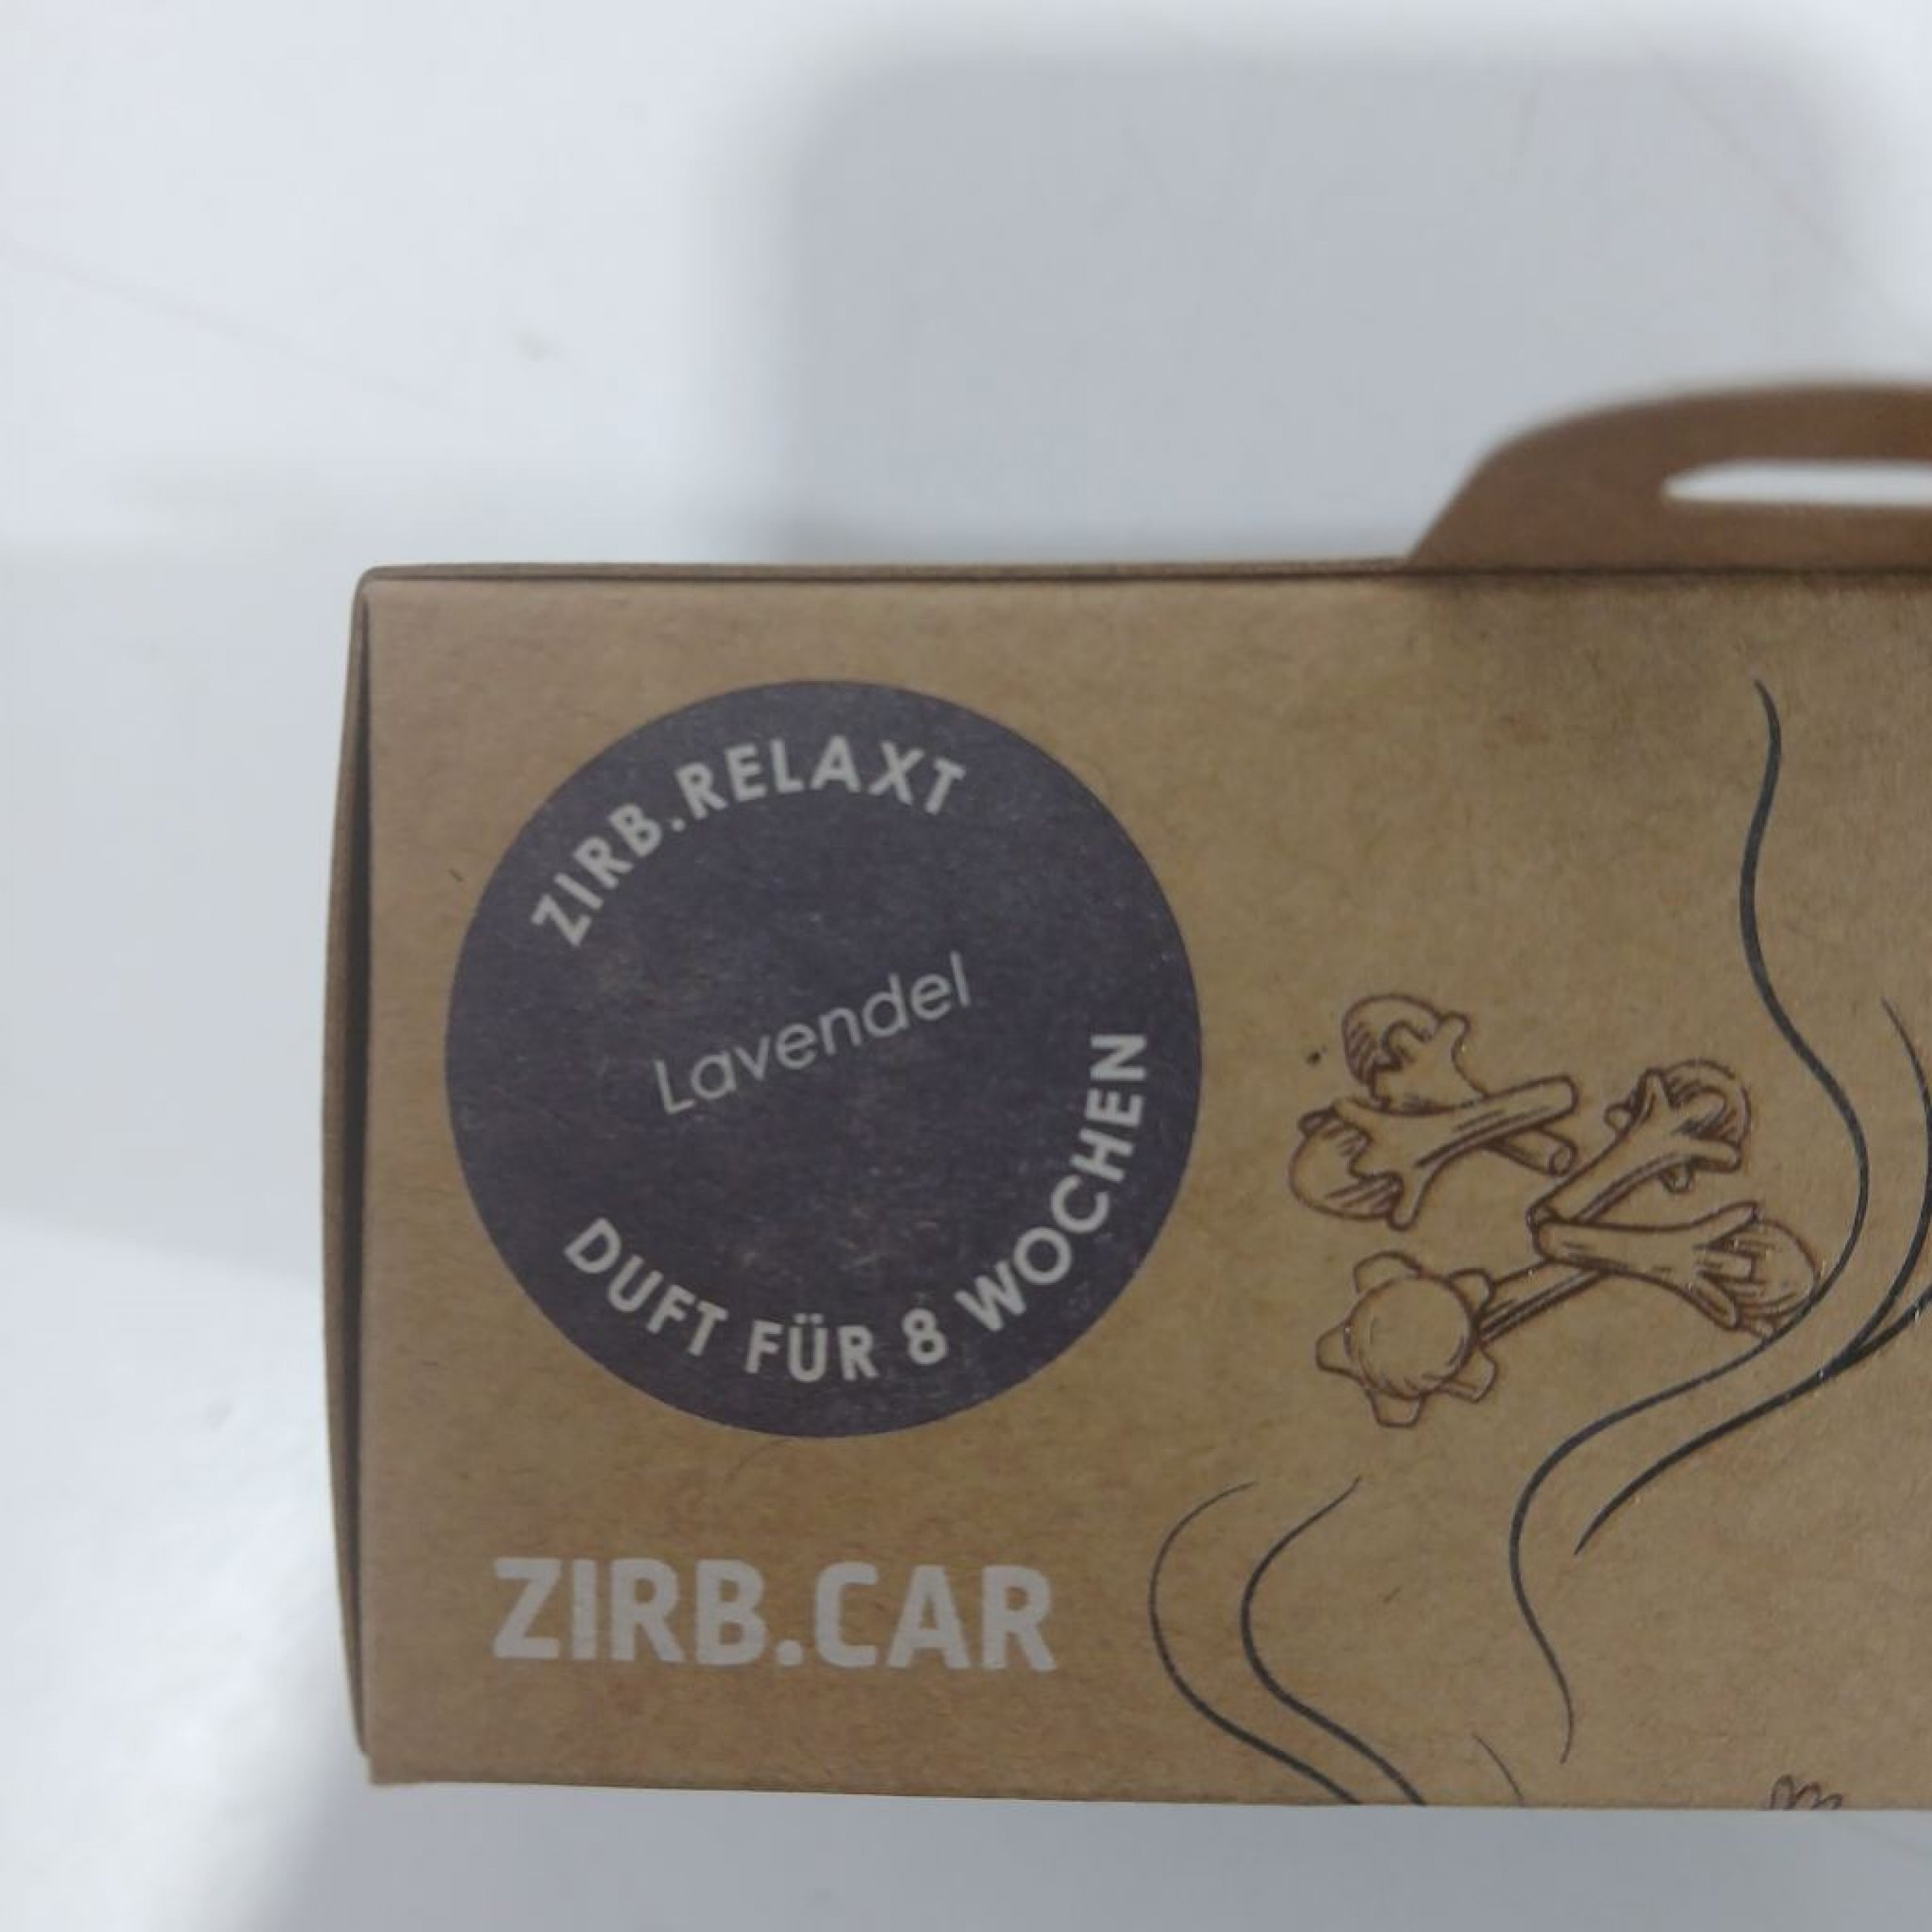 ZIRB.RELAXT
Lavendel
DUFT FÜR 8 WOCHEN
ZIRB.CAR